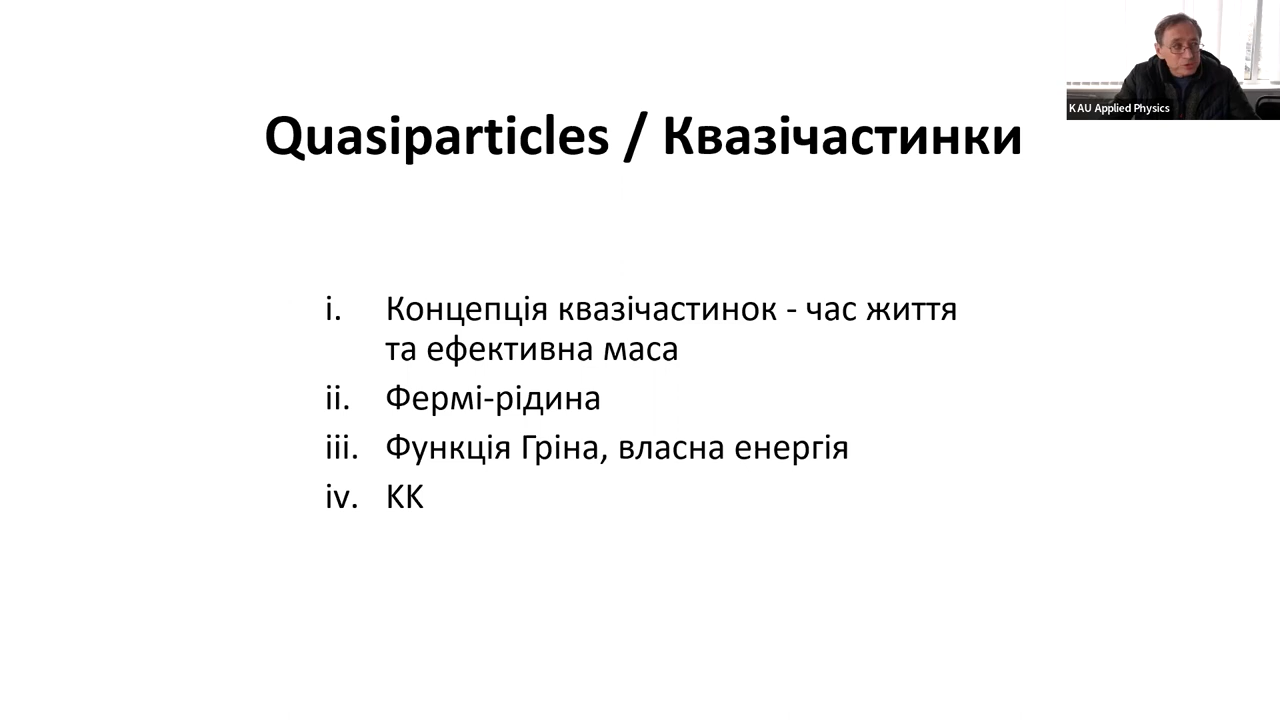 KAU Applied Physics
Quasiparticles / Квазічастинки
i. Концепція квазічастинок - час життя
та ефективна маса
ii. Фермі-рідина
iii. Функція Гріна, власна енергія
iv. KK